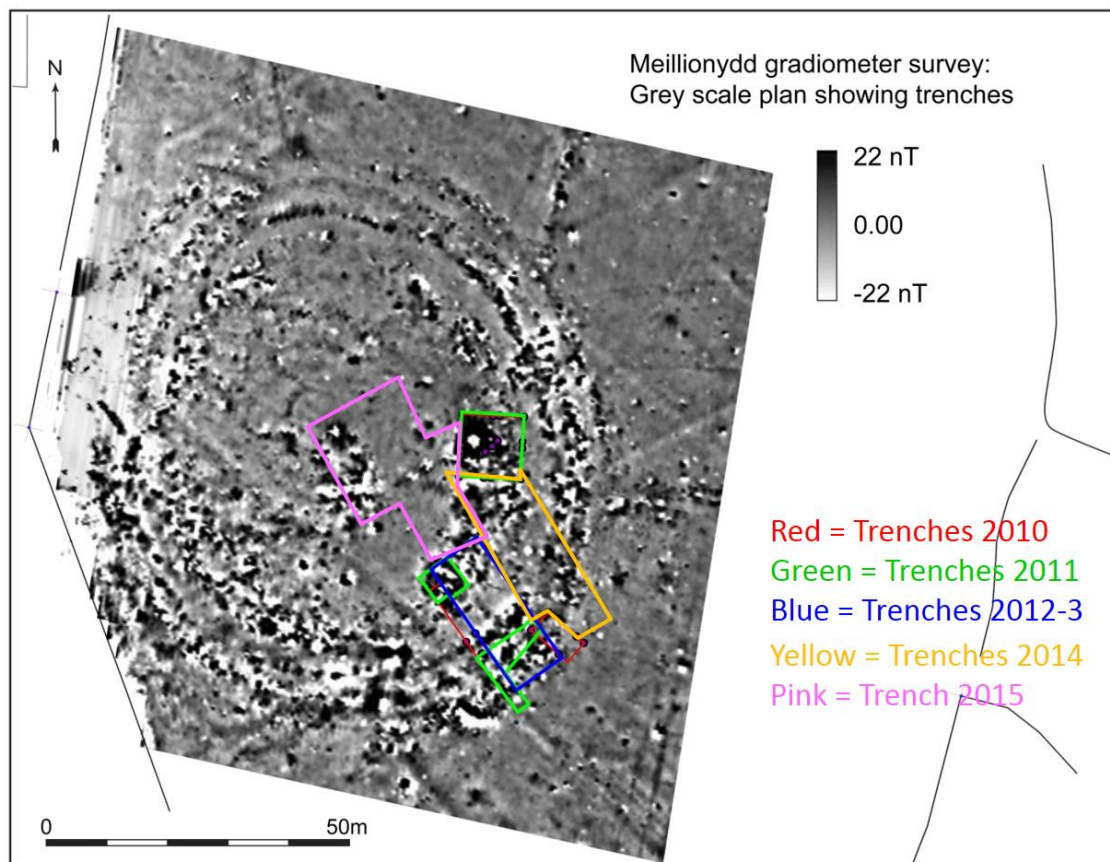 Meillionydd gradiometer survey:
Grey scale plan showing trenches
N
22 nT
0.00
-22 nT
Red = Trenches 2010
Green = Trenches 2011
Blue = Trenches 2012-3
Yellow = Trenches 2014
Pink = Trench 2015
0 50m